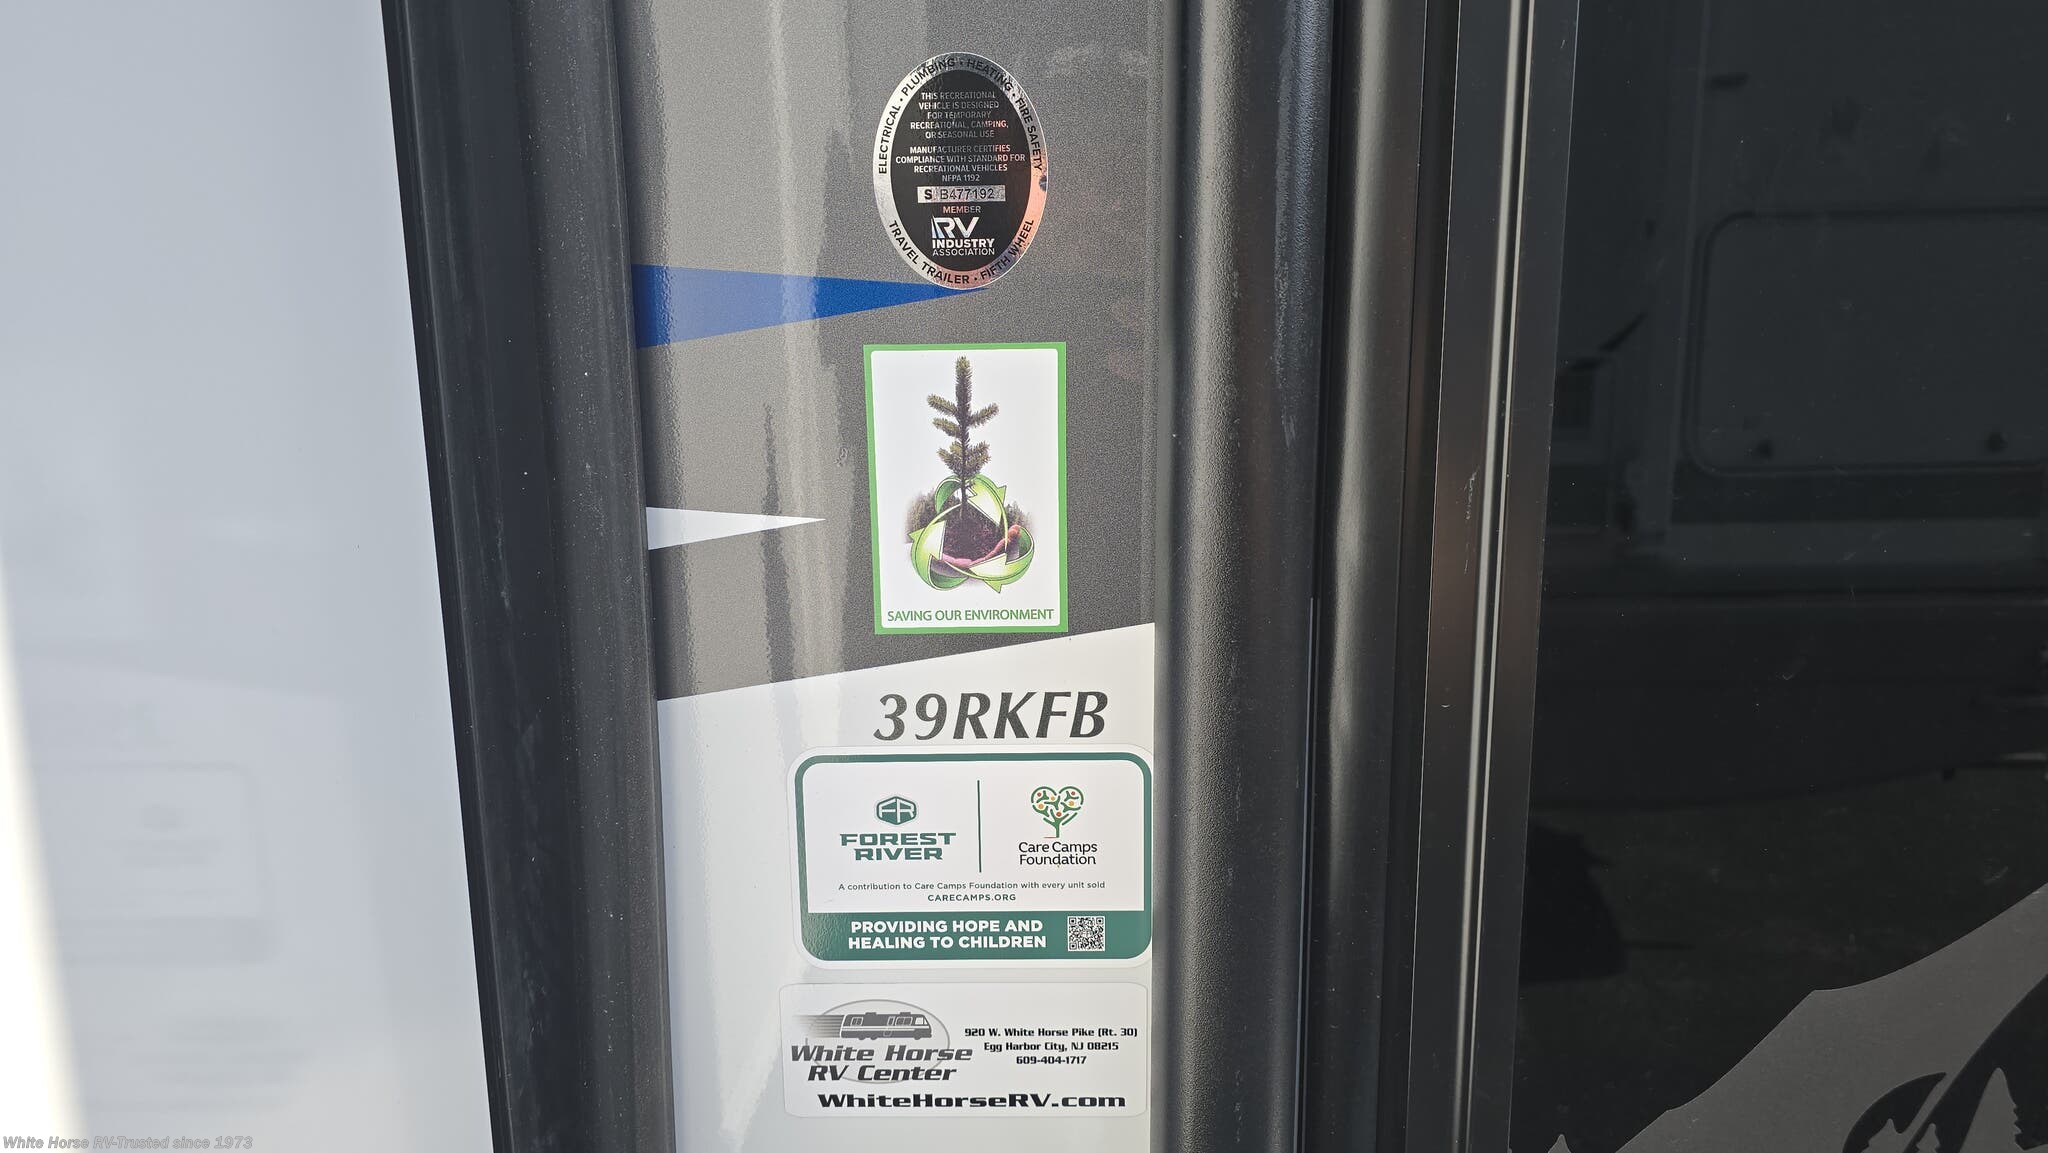 ELECTRICAL • PLUMBING • HEATING • FIRE SAFETY
THIS RECREATIONAL
VEHICLE IS DESIGNED
FOR TEMPORARY
RECREATIONAL, CAMPING,
OR SEASONAL USE
MANUFACTURER CERTIFIES
COMPLIANCE WITH STANDARD FOR
RECREATIONAL VEHICLES
NFPA 1192
S B477192
MEMBER
RV
INDUSTRY
ASSOCIATION
TRAVEL TRAILER • FIFTH WHEEL
SAVING OUR ENVIRONMENT
39RKFB
FR
FOREST
RIVER
Care Camps
Foundation
A contribution to Care Camps Foundation with every unit sold
CARECAMPS.ORG
PROVIDING HOPE AND
HEALING TO CHILDREN
White Horse
RV Center
920 W. White Horse Pike (Rt. 30)
Egg Harbor City, NJ 08215
609-404-1717
WhiteHorseRV.com
White Horse RV-Trusted since 1973